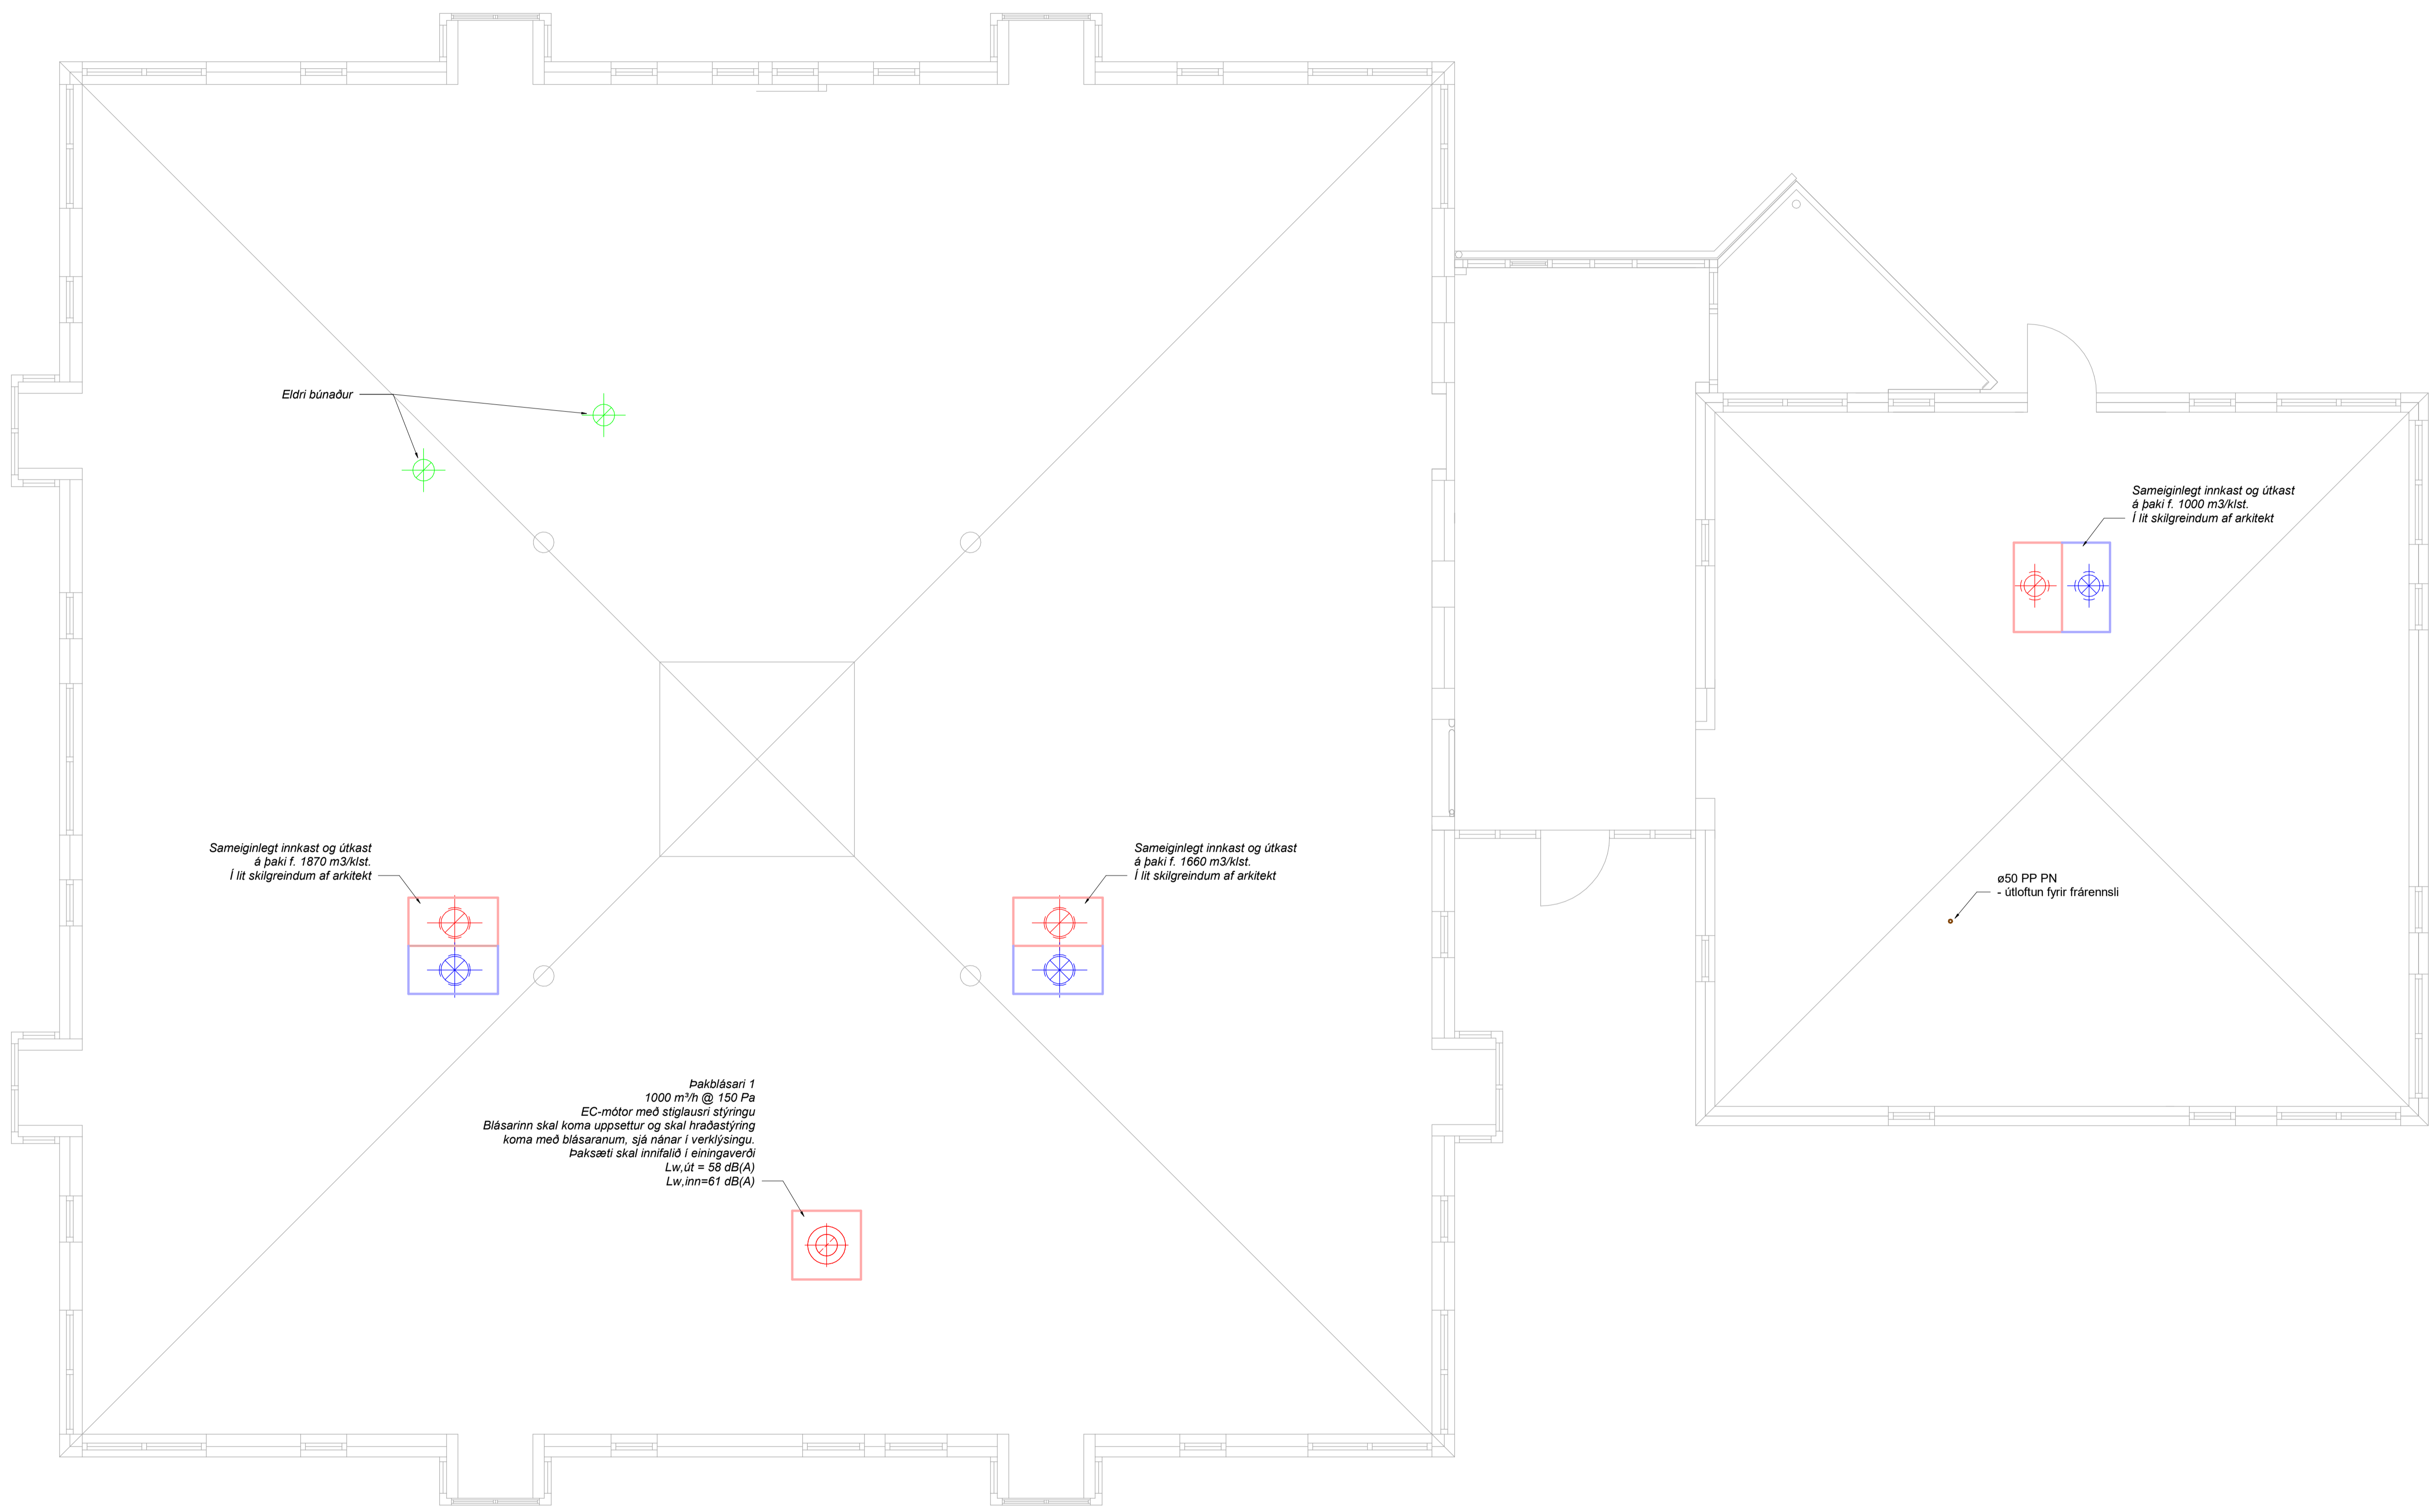 Eldri búnaður
Sameiginlegt innkast og útkast
á þaki f. 1000 m3/klst.
Í lit skilgreindum af arkitekt
Sameiginlegt innkast og útkast
á þaki f. 1870 m3/klst.
Í lit skilgreindum af arkitekt
Sameiginlegt innkast og útkast
á þaki f. 1660 m3/klst.
Í lit skilgreindum af arkitekt
ø50 PP PN
- útloftun fyrir frárennsli
Þakblásari 1
1000 m³/h @ 150 Pa
EC-mótor með stiglausri stýringu
Blásarinn skal koma uppsettur og skal hraðastýring
koma með blásaranum, sjá nánar í verklýsingu.
Þaksæti skal innifalið í einingaverði
Lw,út = 58 dB(A)
Lw,inn=61 dB(A)